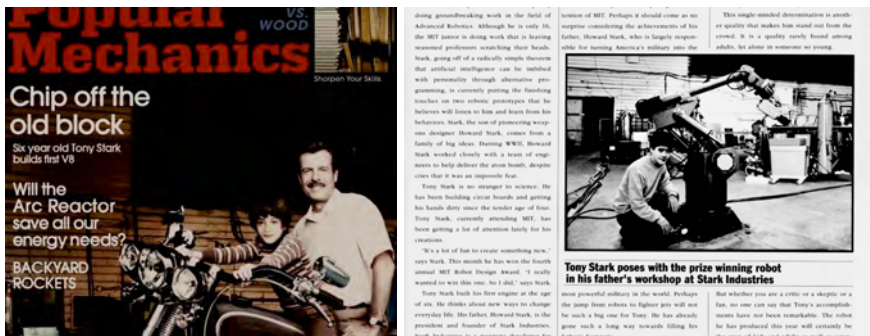 Popular
Mechanics
VS.
WOOD
Sharpen Your Skills
Chip off the
old block
Six year old Tony Stark
builds first V8
Will the
Arc Reactor
save all our
energy needs?
BACKYARD
ROCKETS
doing groundbreaking work in the field of
Advanced Robotics. Although he is only 16,
the MIT junior is doing work that is leaving
seasoned professors scratching their heads.
Stark, going off of a radically simple theorem
that artificial intelligence can be imbibed
with personality through alternative pro-
gramming, is currently putting the finishing
touches on two robotic prototypes that he
believes will listen to him and learn from his
behaviors. Stark, the son of pioneering weap-
ons designer Howard Stark, comes from a
family of big ideas. During WWII, Howard
Stark worked closely with a team of engi-
neers to help deliver the atom bomb, despite
cries that it was an impossile feat.
Tony Stark is no stranger to science. He
has been building circut boards and getting
his hands dirty since the tender age of four.
Tony Stark, currently attending MIT, has
been getting a lot of attention lately for his
creations.
"It's a lot of fun to create something new,"
says Stark. This month he has won the fourth
annual MIT Robot Design Award. "I really
wanted to win this one. So I did," says Stark.
Tony Stark built his first engine at the age
of six. He thinks about new ways to change
everyday life. His father, Howard Stark, is the
president and founder of Stark Industries.
tention of MIT. Perhaps it should come as no
surprise considering the achievements of his
father, Howard Stark, who is largely respon-
sible for turning America's military into the
most powerful military in the world. Perhaps
the jump from robots to fighter jets will not
be such a big one for Tony. He has already
gone such a long way towards filling his
This single-minded determination is anoth-
er quality that makes him stand out from the
crowd. It is a quality rarely found among
adults, let alone in someone so young.
Tony Stark poses with the prize winning robot
in his father's workshop at Stark Industries
But whether you are a critic or a skeptic or a
fan, no one can say that Tony's accomplish-
ments have not been remarkable. The robot
he has produced this year will certainly be